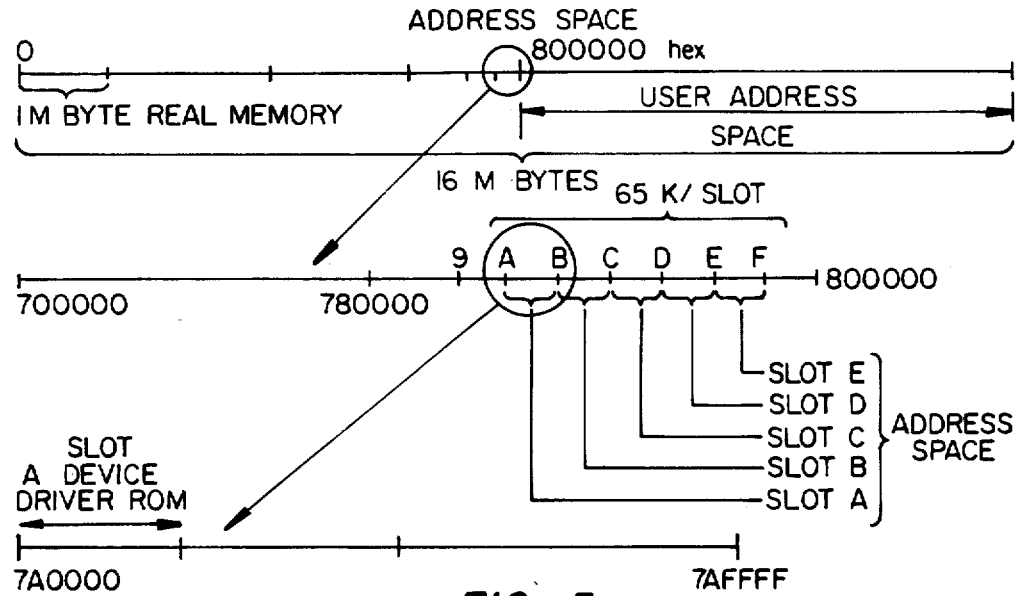 ADDRESS SPACE
0
800000 hex
1M BYTE REAL MEMORY
USER ADDRESS
SPACE
16 M BYTES
65 K/ SLOT
9 A B C D E F
700000
780000
800000
SLOT E
SLOT D
SLOT C
SLOT B
SLOT A
ADDRESS
SPACE
SLOT
A DEVICE
DRIVER ROM
7A0000
7AFFFF